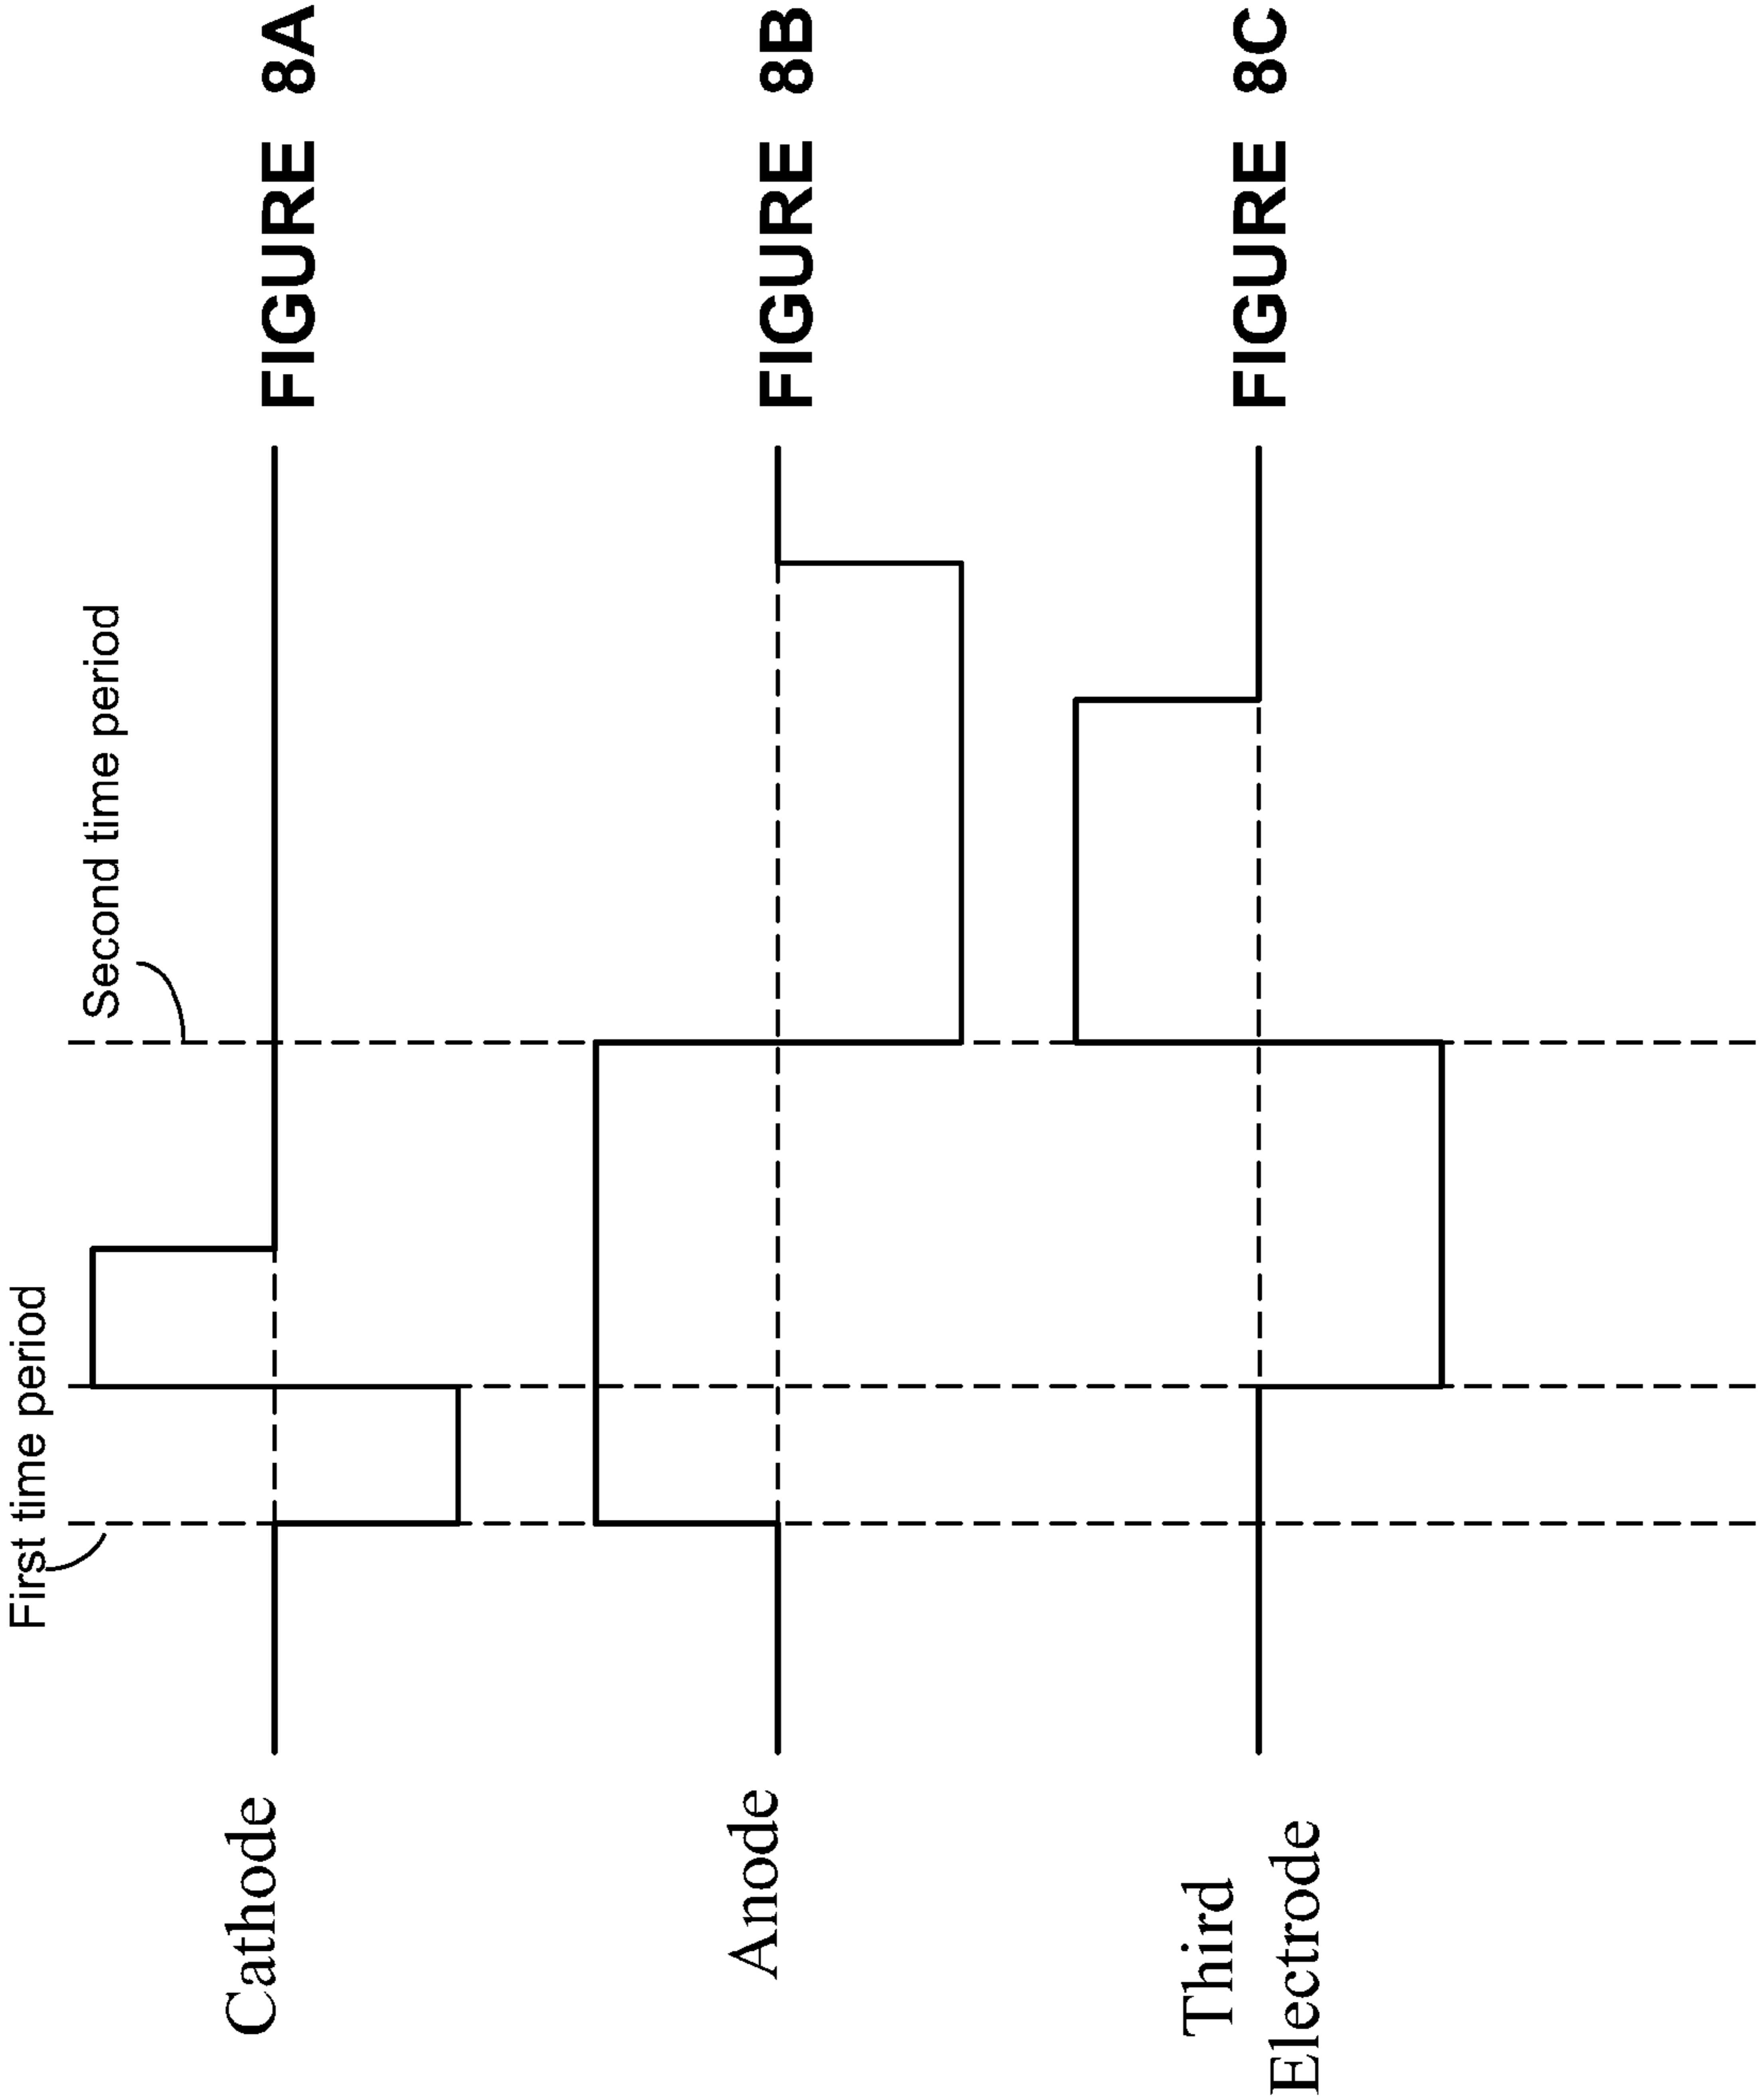 First time period
Second time period
Cathode
FIGURE 8A
Anode
FIGURE 8B
Third
Electrode
FIGURE 8C